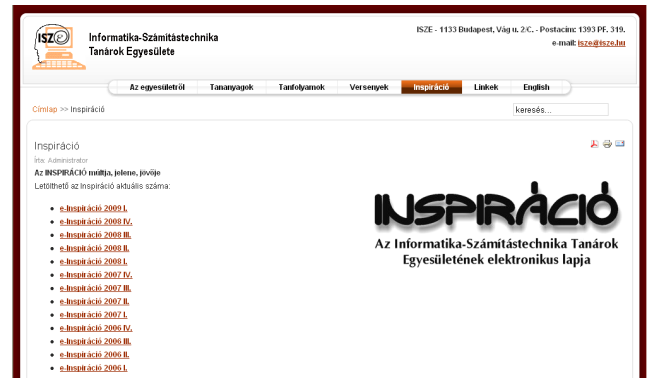 ISZE
Informatika-Számítástechnika
Tanárok Egyesülete
ISZE - 1133 Budapest, Vág u. 2/C. - Postacím: 1393 PF. 319.
e-mail: isze@isze.hu
Az egyesületről Tananyagok Tanfolyamok Versenyek Inspiráció Linkek English
Címlap >> Inspiráció
keresés...
Inspiráció
Írta: Administrator
Az INSPIRÁCIÓ múltja, jelene, jövője
Letölthető az Inspiráció aktuális száma:
e-Inspiráció 2009 I.
e-Inspiráció 2008 IV.
e-Inspiráció 2008 III.
e-Inspiráció 2008 II.
e-Inspiráció 2008 I.
e-Inspiráció 2007 IV.
e-Inspiráció 2007 III.
e-Inspiráció 2007 II.
e-Inspiráció 2007 I.
e-Inspiráció 2006 IV.
e-Inspiráció 2006 III.
e-Inspiráció 2006 II.
e-Inspiráció 2006 I.
INSPIRÁCIÓ
Az Informatika-Számítástechnika Tanárok
Egyesületének elektronikus lapja